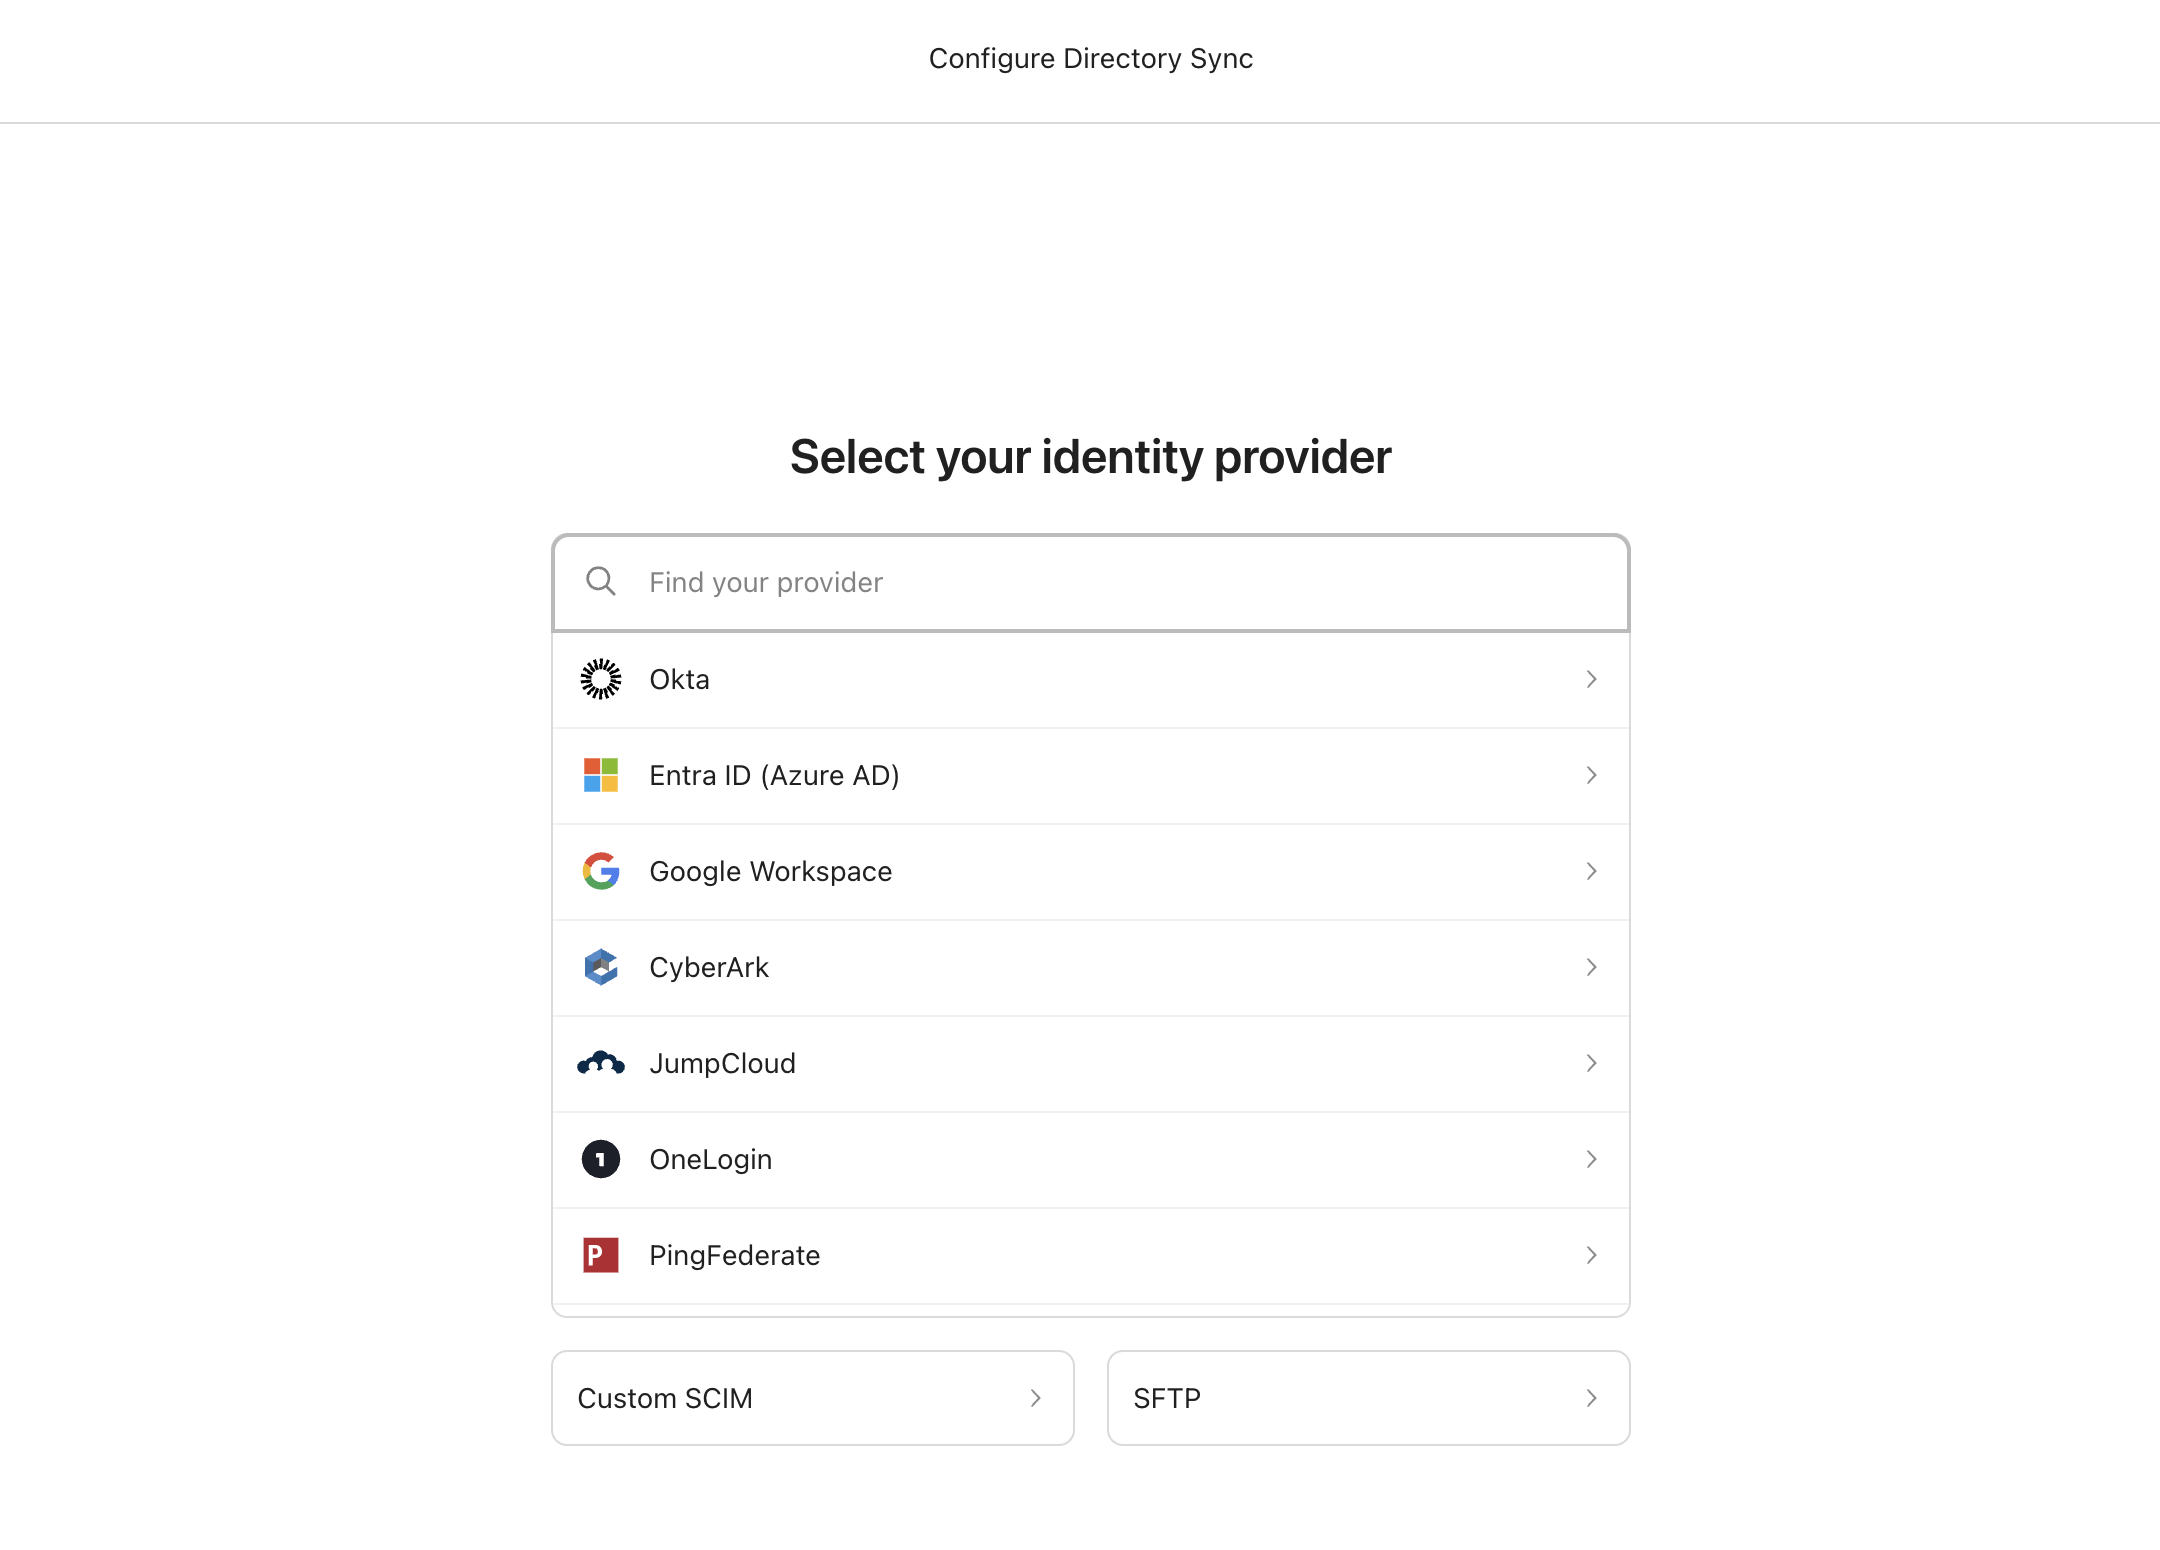 Configure Directory Sync
Select your identity provider
Find your provider
Okta
Entra ID (Azure AD)
Google Workspace
CyberArk
JumpCloud
1
OneLogin
P
PingFederate
Custom SCIM
SFTP